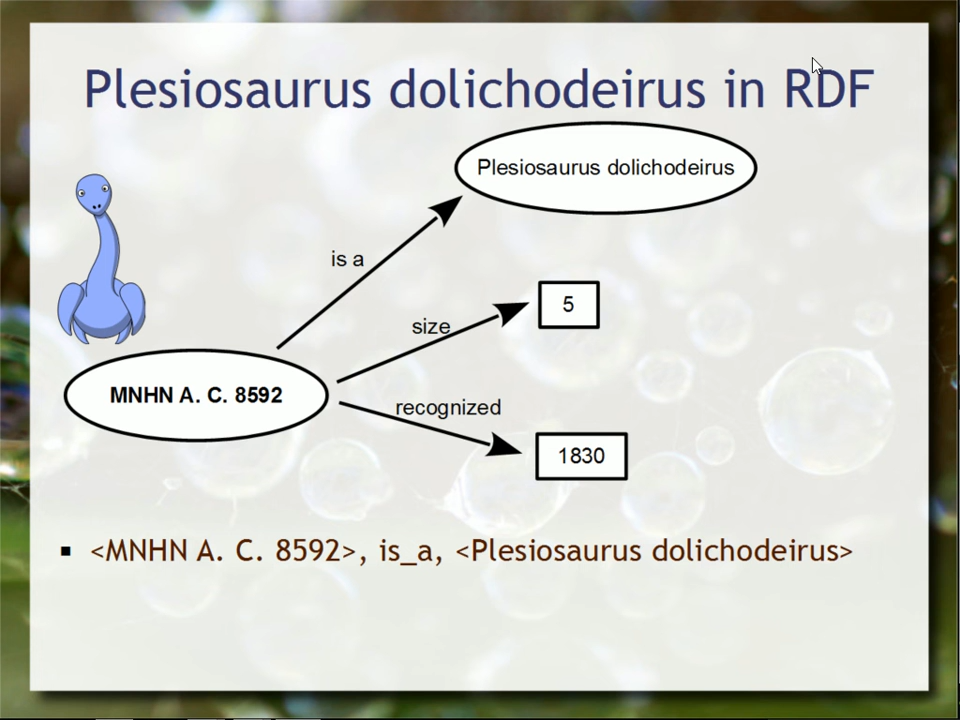 Plesiosaurus dolichodeirus in RDF
Plesiosaurus dolichodeirus
is a
5
size
MNHN A. C. 8592
recognized
1830
<MNHN A. C. 8592>, is_a, <Plesiosaurus dolichodeirus>